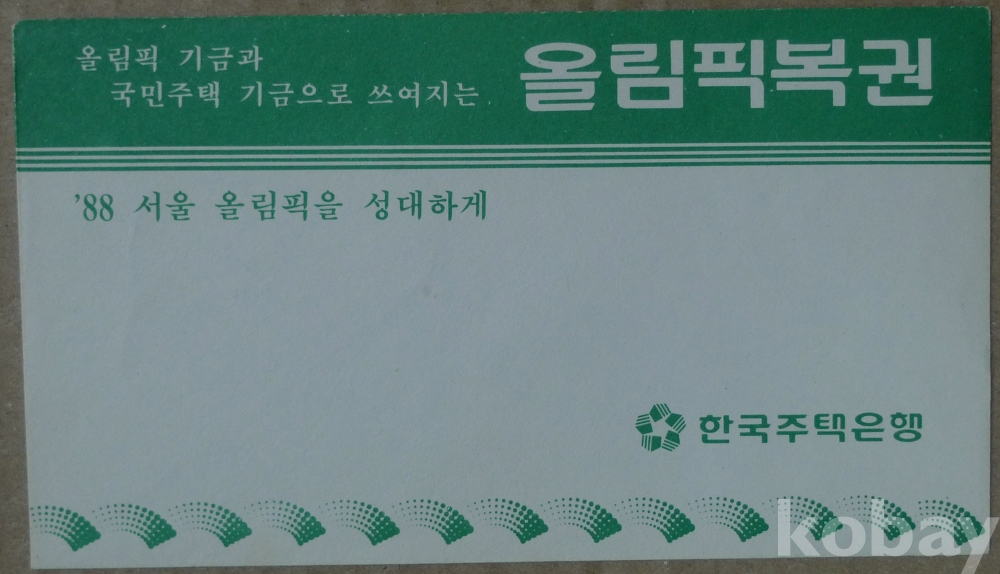 올림픽 기금과
국민주택 기금으로 쓰여지는
올림픽복권
'88 서울 올림픽을 성대하게
한국주택은행
kobay